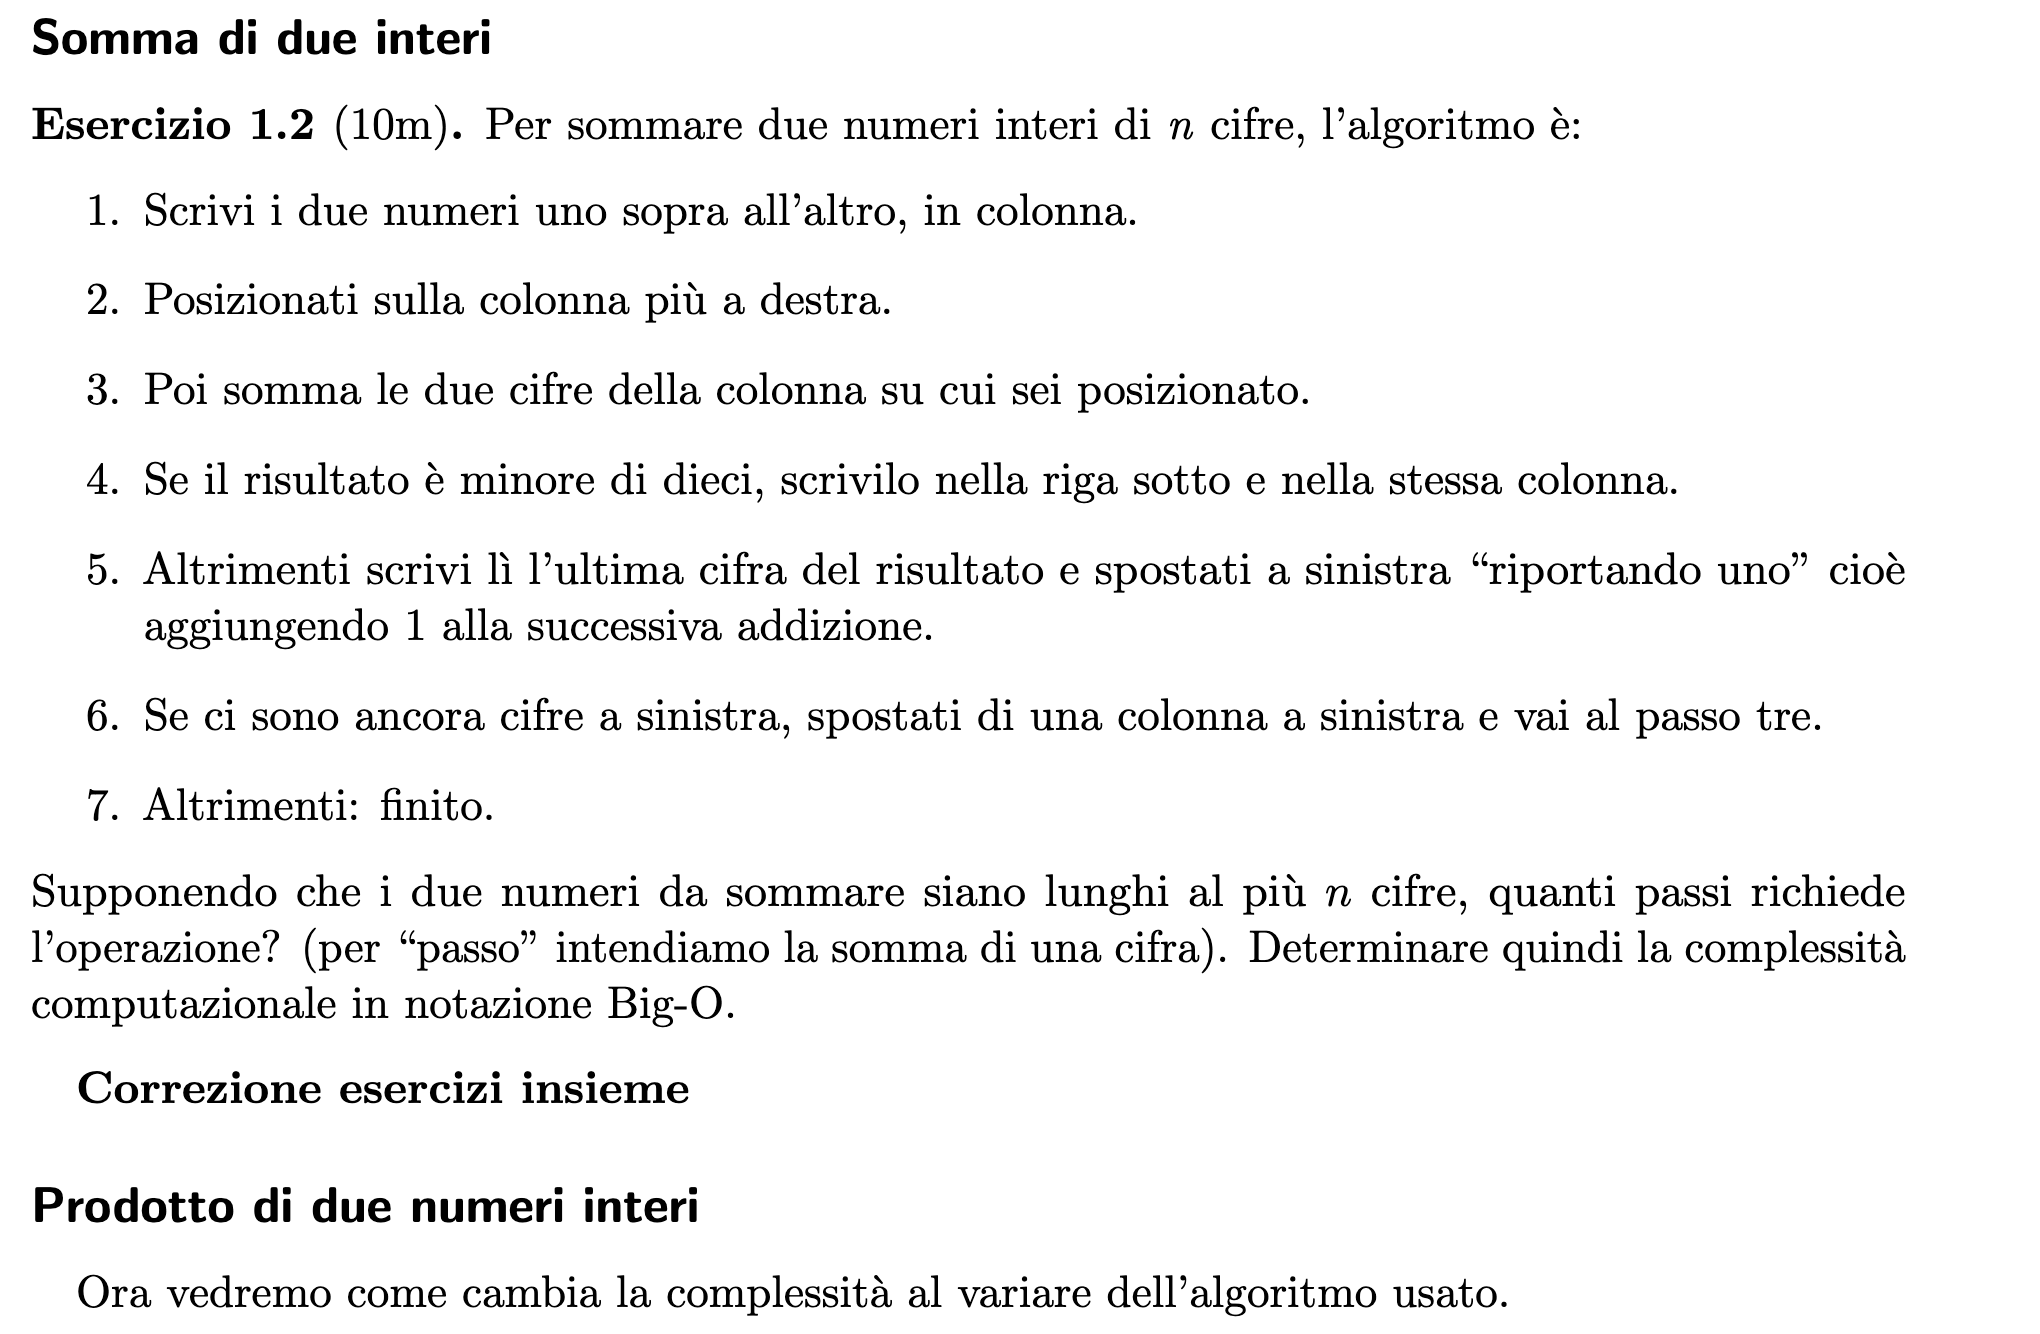 Somma di due interi
Esercizio 1.2 (10m). Per sommare due numeri interi di n cifre, l'algoritmo è:
1. Scrivi i due numeri uno sopra all'altro, in colonna.
2. Posizionati sulla colonna più a destra.
3. Poi somma le due cifre della colonna su cui sei posizionato.
4. Se il risultato è minore di dieci, scrivilo nella riga sotto e nella stessa colonna.
5. Altrimenti scrivi lì l'ultima cifra del risultato e spostati a sinistra “riportando uno” cioè
aggiungendo 1 alla successiva addizione.
6. Se ci sono ancora cifre a sinistra, spostati di una colonna a sinistra e vai al passo tre.
7. Altrimenti: finito.
Supponendo che i due numeri da sommare siano lunghi al più n cifre, quanti passi richiede
l'operazione? (per “passo” intendiamo la somma di una cifra). Determinare quindi la complessità
computazionale in notazione Big-O.
Correzione esercizi insieme
Prodotto di due numeri interi
Ora vedremo come cambia la complessità al variare dell'algoritmo usato.